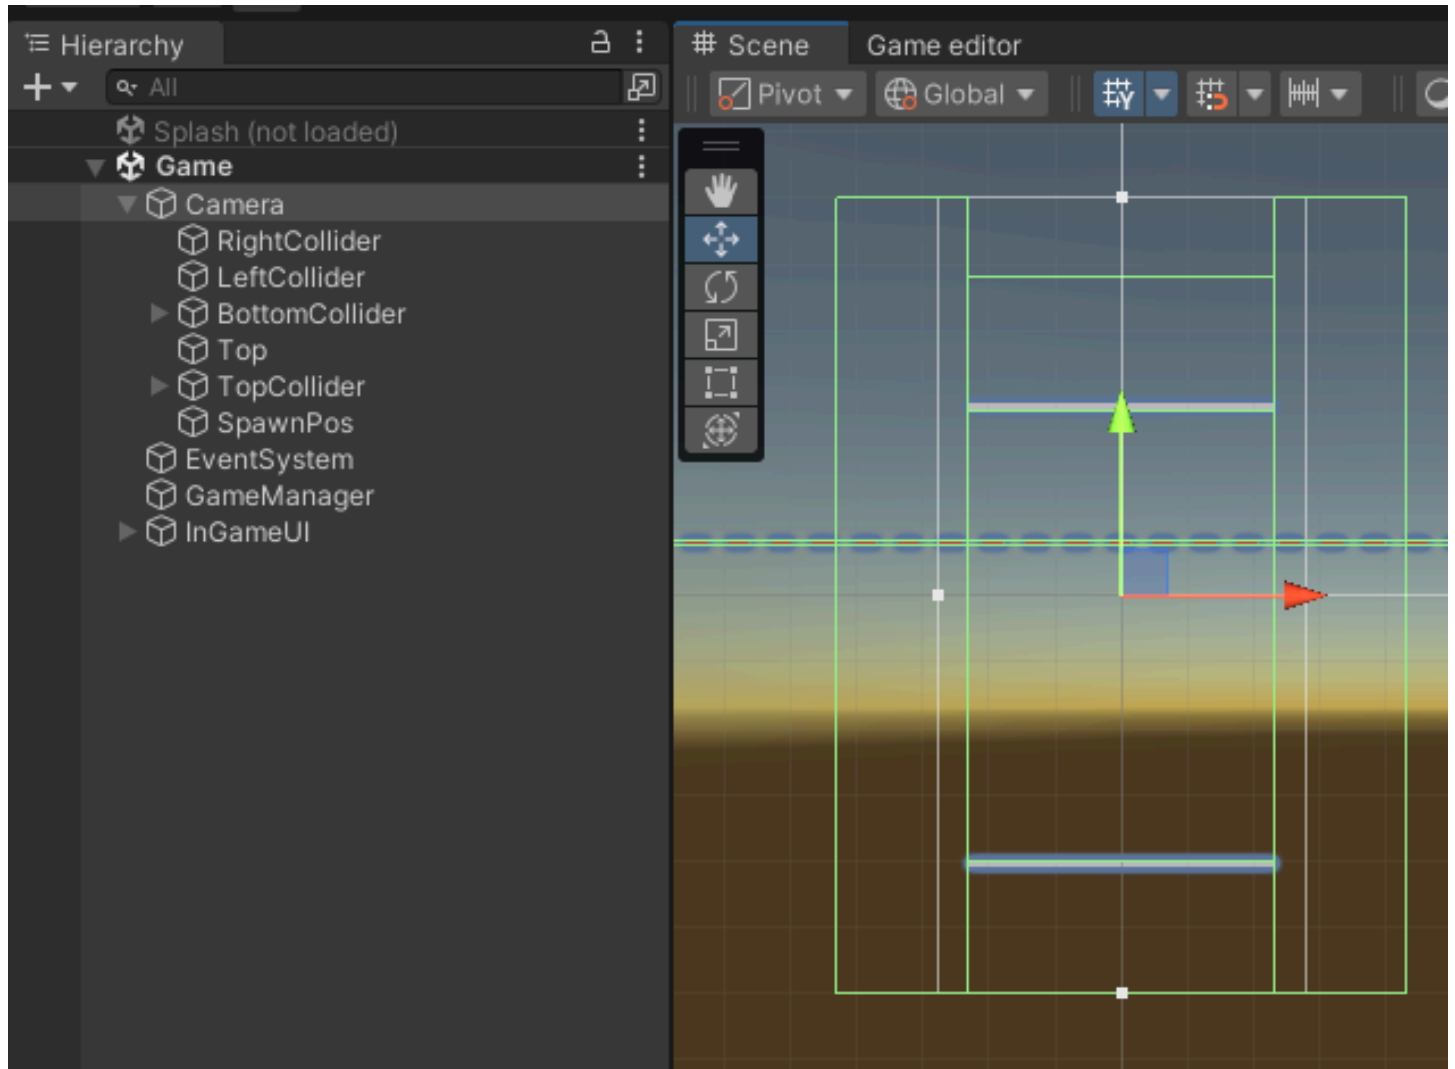 Hierarchy
All
Splash (not loaded)
Game
Camera
RightCollider
LeftCollider
BottomCollider
Top
TopCollider
SpawnPos
EventSystem
GameManager
InGameUI
Scene
Game editor
Pivot
Global